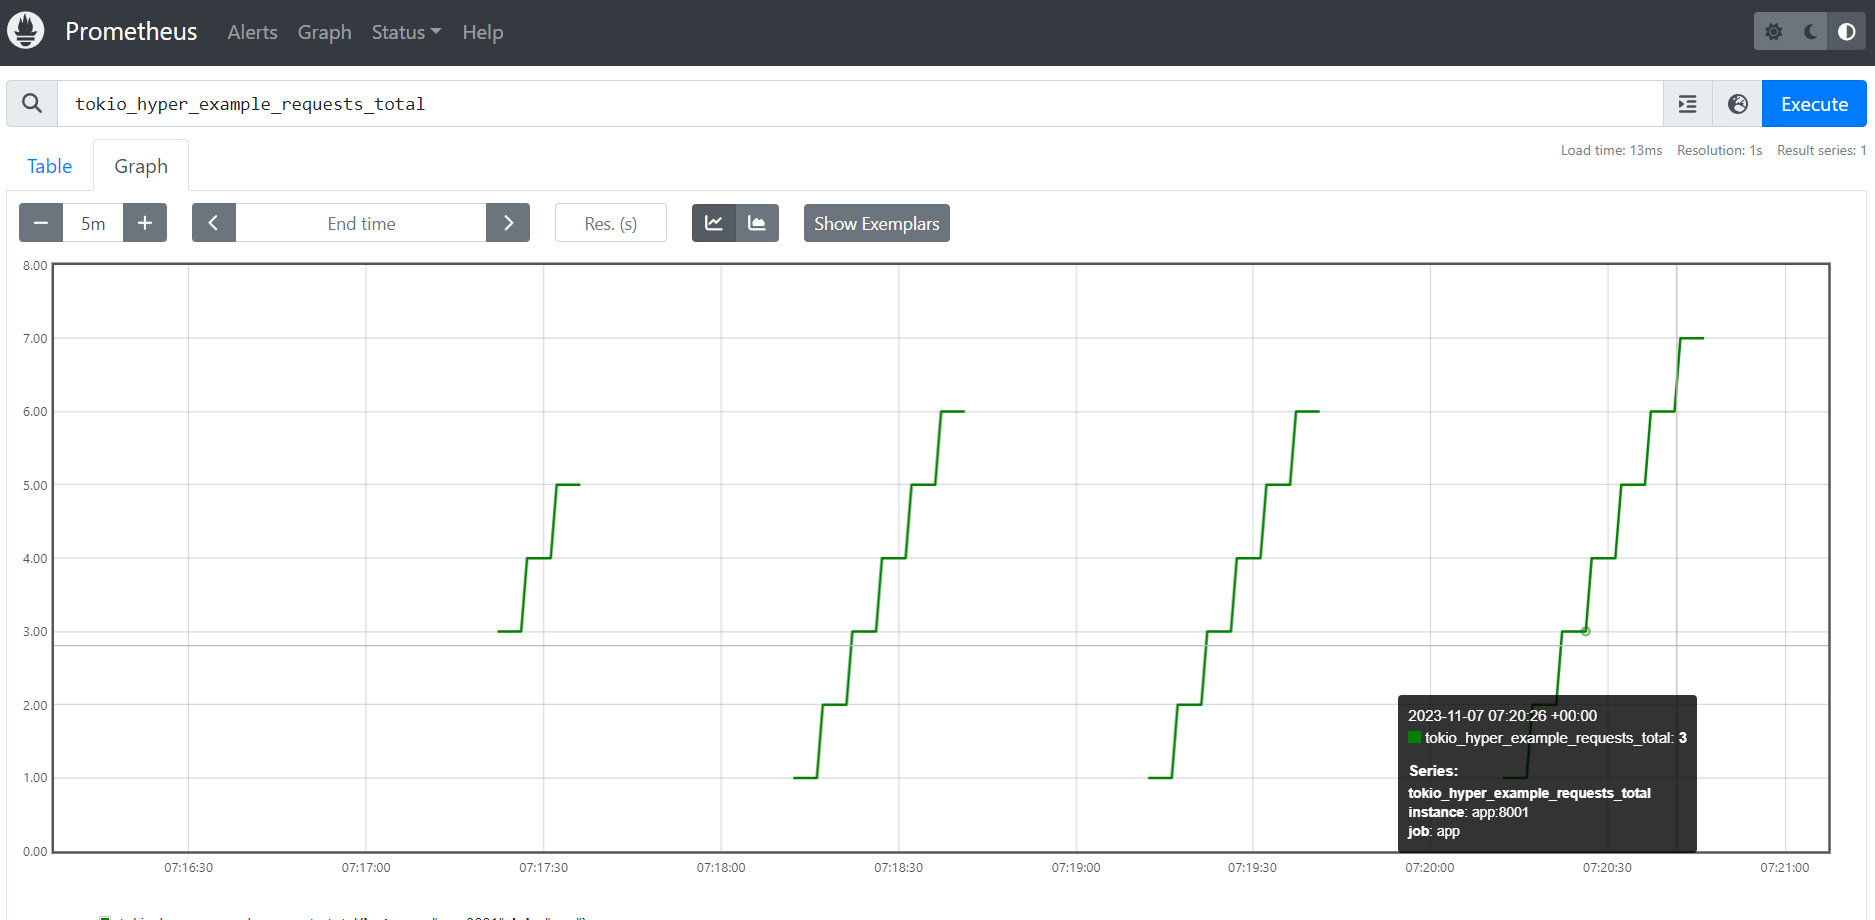 Prometheus Alerts Graph Status Help
tokio_hyper_example_requests_total Execute
Table Graph Load time: 13ms Resolution: 1s Result series: 1
5m End time Res. (s) Show Exemplars
8.00
7.00
6.00
5.00
4.00
3.00
2.00
1.00
0.00
2023-11-07 07:20:26 +00:00
tokio_hyper_example_requests_total: 3
Series:
tokio_hyper_example_requests_total
instance: app:8001
job: app
07:16:30 07:17:00 07:17:30 07:18:00 07:18:30 07:19:00 07:19:30 07:20:00 07:20:30 07:21:00